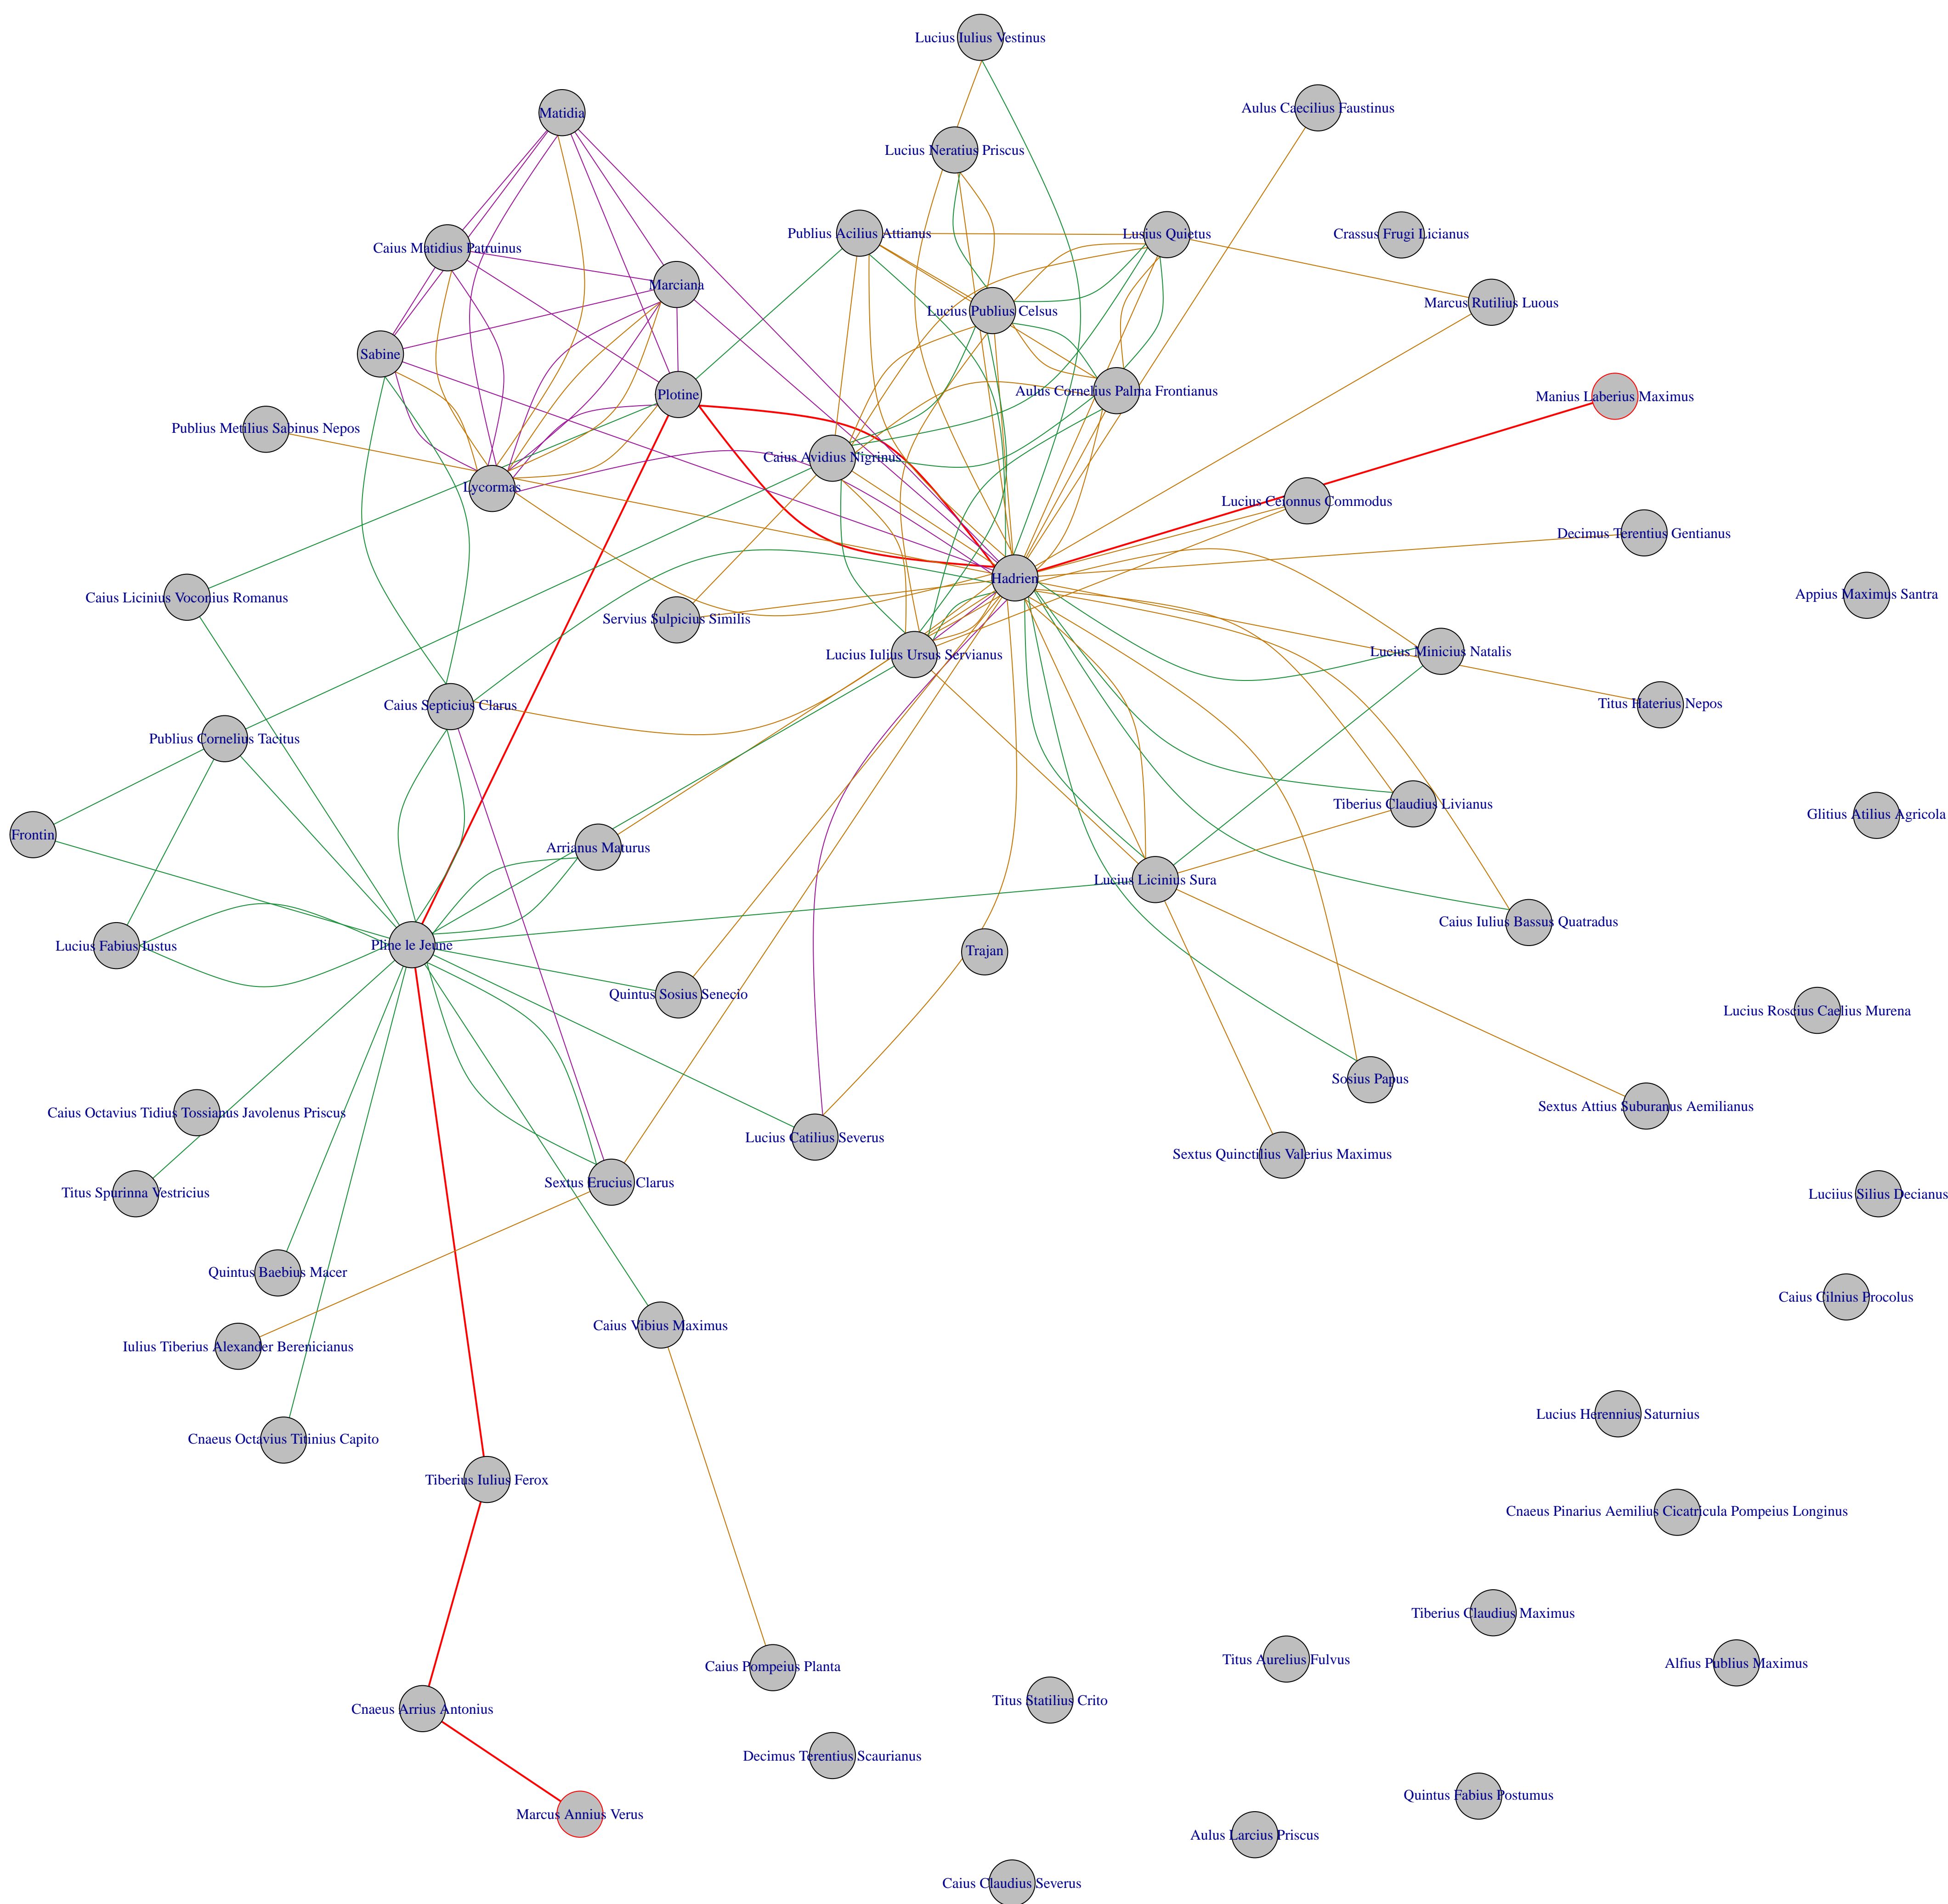 Lucius Iulius Vestinus
Aulus Caecilius Faustinus
Matidia
Lucius Neratius Priscus
Publius Acilius Attianus
Lusius Quietus
Crassus Frugi Licianus
Caius Matidius Patruinus
Marciana
Marcus Rutilius Luous
Lucius Publius Celsus
Sabine
Plotine
Aulus Cornelius Palma Frontianus
Manius Laberius Maximus
Publius Metilius Sabinus Nepos
Caius Avidius Nigrinus
Lycormas
Lucius Ceionnus Commodus
Decimus Terentius Gentianus
Hadrien
Caius Licinius Voconius Romanus
Appius Maximus Santra
Servius Sulpicius Similis
Lucius Iulius Ursus Servianus
Lucius Minicius Natalis
Caius Septicius Clarus
Titus Haterius Nepos
Publius Cornelius Tacitus
Tiberius Claudius Livianus
Glitius Atilius Agricola
Frontin
Arrianus Maturus
Lucius Licinius Sura
Caius Iulius Bassus Quatradus
Lucius Fabius Iustus
Pline le Jeune
Trajan
Quintus Sosius Senecio
Lucius Roscius Caelius Murena
Sosius Papus
Sextus Attius Suburanus Aemilianus
Caius Octavius Tidius Tossianus Javolenus Priscus
Lucius Catilius Severus
Sextus Quinctilius Valerius Maximus
Sextus Erucius Clarus
Titus Spurinna Vestricius
Luciius Silius Decianus
Quintus Baebius Macer
Caius Cilnius Procolus
Caius Vibius Maximus
Iulius Tiberius Alexander Berenicianus
Lucius Herennius Saturnius
Cnaeus Octavius Titinius Capito
Tiberius Iulius Ferox
Cnaeus Pinarius Aemilius Cicatricula Pompeius Longinus
Tiberius Claudius Maximus
Titus Aurelius Fulvus
Alfius Publius Maximus
Caius Pompeius Planta
Titus Statilius Crito
Cnaeus Arrius Antonius
Decimus Terentius Scaurianus
Quintus Fabius Postumus
Marcus Annius Verus
Aulus Larcius Priscus
Caius Claudius Severus